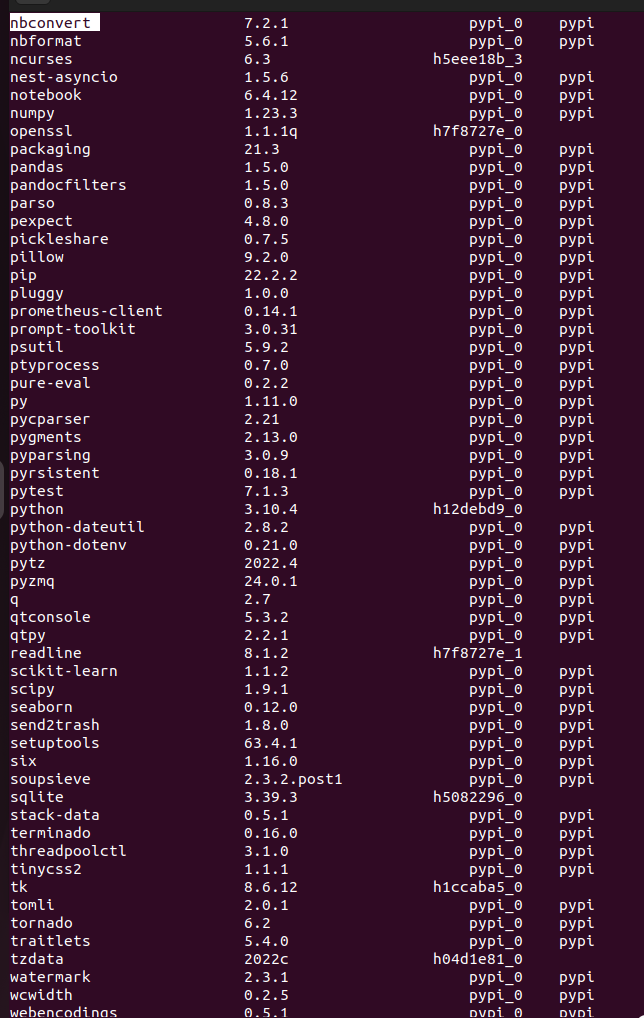 nbconvert 7.2.1 pypi_0 pypi
nbformat 5.6.1 pypi_0 pypi
ncurses 6.3 h5eee18b_3
nest-asyncio 1.5.6 pypi_0 pypi
notebook 6.4.12 pypi_0 pypi
numpy 1.23.3 pypi_0 pypi
openssl 1.1.1q h7f8727e_0
packaging 21.3 pypi_0 pypi
pandas 1.5.0 pypi_0 pypi
pandocfilters 1.5.0 pypi_0 pypi
parso 0.8.3 pypi_0 pypi
pexpect 4.8.0 pypi_0 pypi
pickleshare 0.7.5 pypi_0 pypi
pillow 9.2.0 pypi_0 pypi
pip 22.2.2 pypi_0 pypi
pluggy 1.0.0 pypi_0 pypi
prometheus-client 0.14.1 pypi_0 pypi
prompt-toolkit 3.0.31 pypi_0 pypi
psutil 5.9.2 pypi_0 pypi
ptyprocess 0.7.0 pypi_0 pypi
pure-eval 0.2.2 pypi_0 pypi
py 1.11.0 pypi_0 pypi
pycparser 2.21 pypi_0 pypi
pygments 2.13.0 pypi_0 pypi
pyparsing 3.0.9 pypi_0 pypi
pyrsistent 0.18.1 pypi_0 pypi
pytest 7.1.3 pypi_0 pypi
python 3.10.4 h12debd9_0
python-dateutil 2.8.2 pypi_0 pypi
python-dotenv 0.21.0 pypi_0 pypi
pytz 2022.4 pypi_0 pypi
pyzmq 24.0.1 pypi_0 pypi
q 2.7 pypi_0 pypi
qtconsole 5.3.2 pypi_0 pypi
qtpy 2.2.1 pypi_0 pypi
readline 8.1.2 h7f8727e_1
scikit-learn 1.1.2 pypi_0 pypi
scipy 1.9.1 pypi_0 pypi
seaborn 0.12.0 pypi_0 pypi
send2trash 1.8.0 pypi_0 pypi
setuptools 63.4.1 pypi_0 pypi
six 1.16.0 pypi_0 pypi
soupsieve 2.3.2.post1 pypi_0 pypi
sqlite 3.39.3 h5082296_0
stack-data 0.5.1 pypi_0 pypi
terminado 0.16.0 pypi_0 pypi
threadpoolctl 3.1.0 pypi_0 pypi
tinycss2 1.1.1 pypi_0 pypi
tk 8.6.12 h1ccaba5_0
tomli 2.0.1 pypi_0 pypi
tornado 6.2 pypi_0 pypi
traitlets 5.4.0 pypi_0 pypi
tzdata 2022c h04d1e81_0
watermark 2.3.1 pypi_0 pypi
wcwidth 0.2.5 pypi_0 pypi
webencodings 0.5.1 pypi_0 pypi